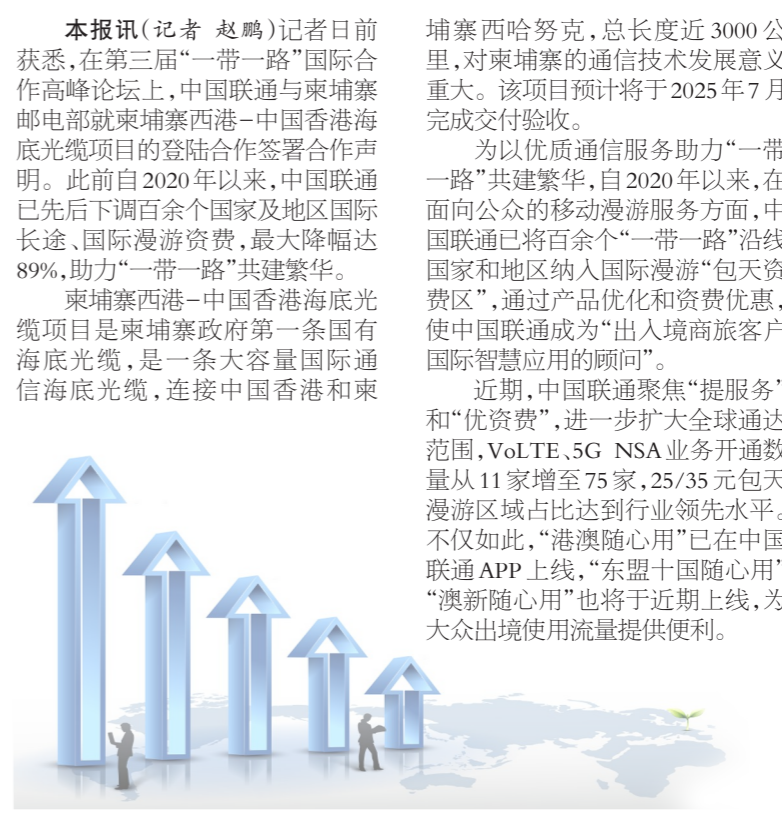 本报讯（记者 赵鹏）记者日前
获悉，在第三届“一带一路”国际合
作高峰论坛上，中国联通与柬埔寨
邮电部就柬埔寨西港-中国香港海
底光缆项目的登陆合作签署合作声
明。此前自2020年以来，中国联通
已先后下调百余个国家及地区国际
长途、国际漫游资费，最大降幅达
89%，助力“一带一路”共建繁华。
柬埔寨西港-中国香港海底光
缆项目是柬埔寨政府第一条国有
海底光缆，是一条大容量国际通
信海底光缆，连接中国香港和柬
埔寨西哈努克，总长度近3000公
里，对柬埔寨的通信技术发展意义
重大。该项目预计将于2025年7月
完成交付验收。
为以优质通信服务助力“一带
一路”共建繁华，自2020年以来，在
面向公众的移动漫游服务方面，中
国联通已将百余个“一带一路”沿线
国家和地区纳入国际漫游“包天资
费区”，通过产品优化和资费优惠，
使中国联通成为“出入境商旅客户
国际智慧应用的顾问”。
近期，中国联通聚焦“提服务”
和“优资费”，进一步扩大全球通达
范围，VoLTE、5G NSA业务开通数
量从11家增至75家，25/35元包天
漫游区域占比达到行业领先水平。
不仅如此，“港澳随心用”已在中国
联通APP上线，“东盟十国随心用”
“澳新随心用”也将于近期上线，为
大众出境使用流量提供便利。